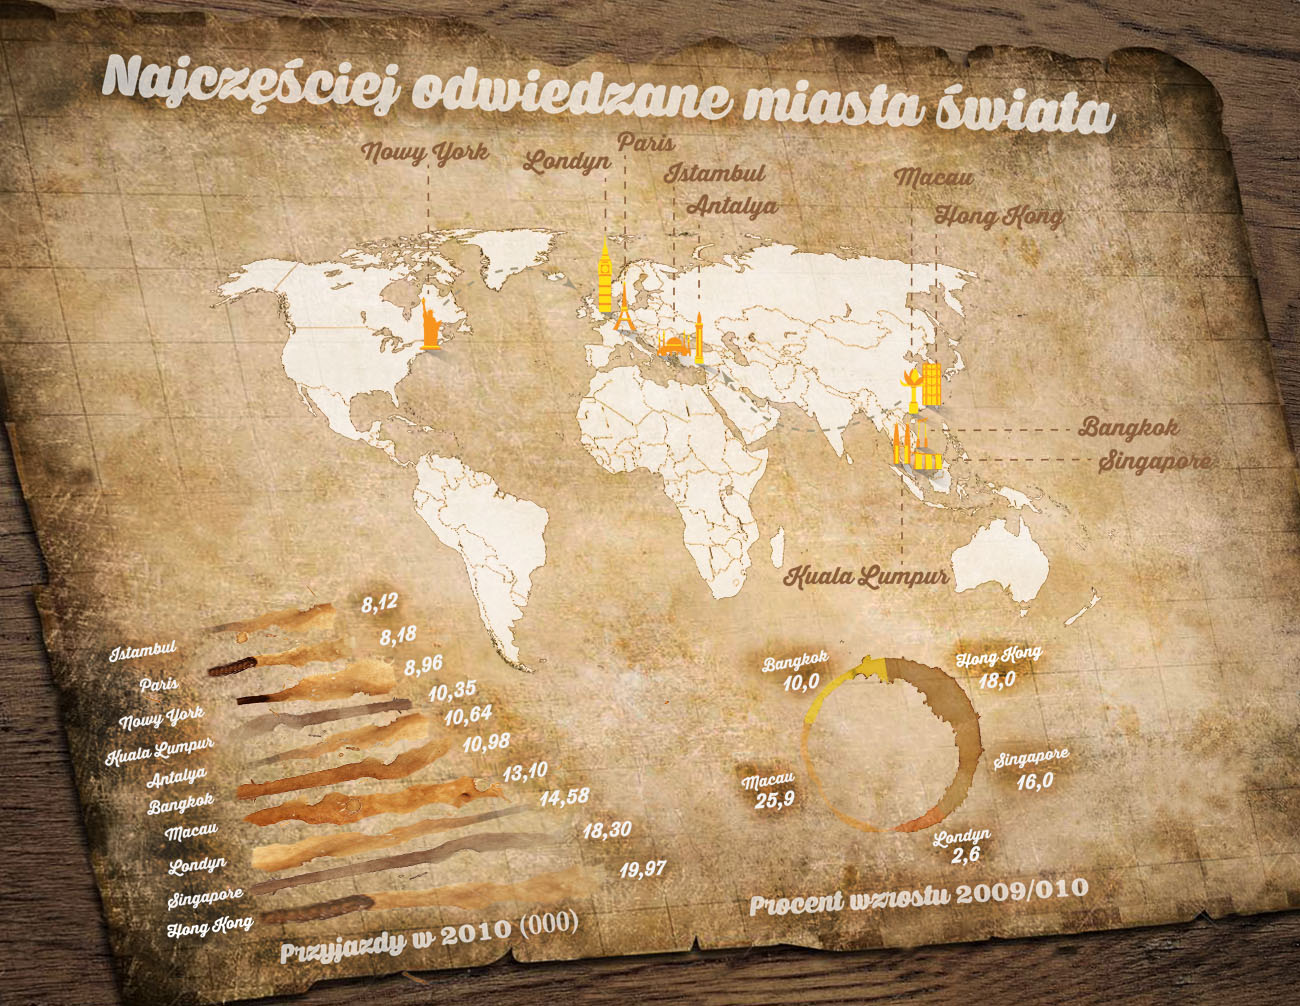 Najczęściej odwiedzane miasta świata
Nowy York
Londyn
Paris
Istambul
Antalya
Macau
Hong Kong
Bangkok
Singapore
Kuala Lumpur
8,12
Istambul
8,18
Paris
8,96
Nowy York
10,35
Kuala Lumpur
10,64
Antalya
10,98
Bangkok
13,10
Macau
14,58
Londyn
18,30
Singapore
19,97
Hong Kong
Przyjazdy w 2010 (000)
Bangkok
10,0
Hong Kong
18,0
Singapore
16,0
Macau
25,9
Londyn
2,6
Procent wzrostu 2009/010